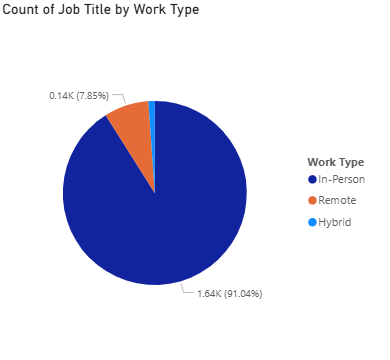 Count of Job Title by Work Type
0.14K (7.85%)
Work Type
In-Person
Remote
Hybrid
1.64K (91.04%)